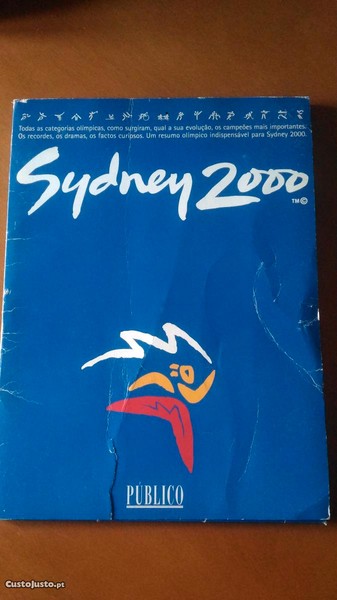 Todas as categorias olímpicas, como surgiram, qual a sua evolução, os campeões mais importantes.
Os recordes, os dramas, os factos curiosos. Um resumo olímpico indispensável para Sydney 2000.
Sydney 2000
TM©
PÚBLICO
CustoJusto.pt